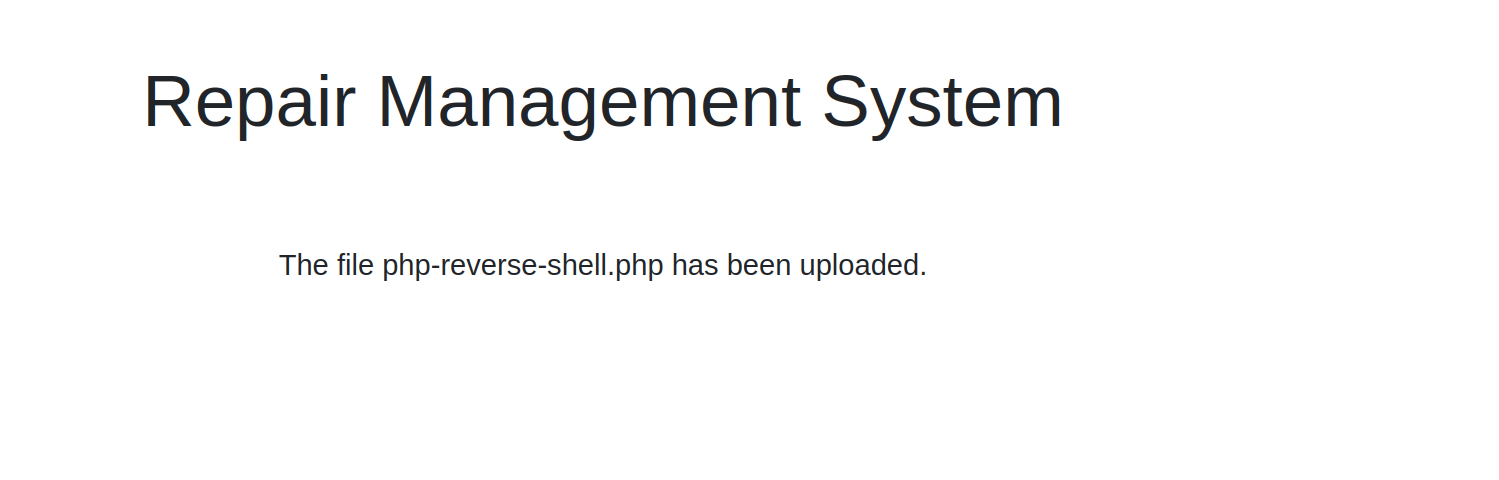 Repair Management System
The file php-reverse-shell.php has been uploaded.